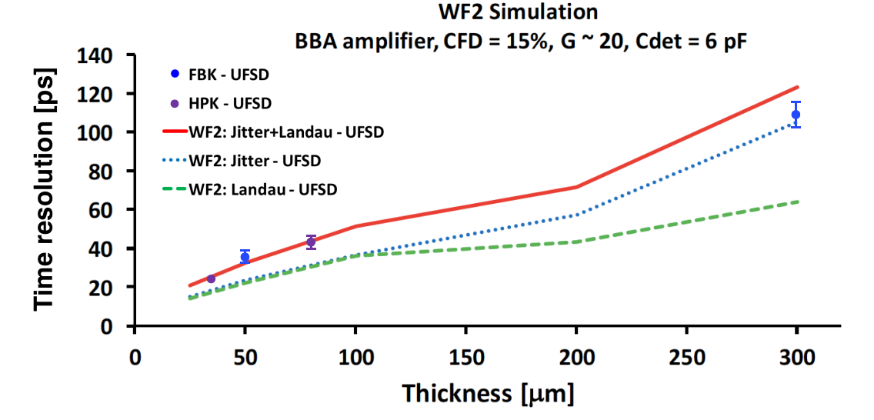 WF2 Simulation
BBA amplifier, CFD = 15%, G ~ 20, Cdet = 6 pF
Time resolution [ps]
140
120
100
80
60
40
20
0
FBK - UFSD
HPK - UFSD
WF2: Jitter+Landau - UFSD
WF2: Jitter - UFSD
WF2: Landau - UFSD
0 50 100 150 200 250 300
Thickness [μm]